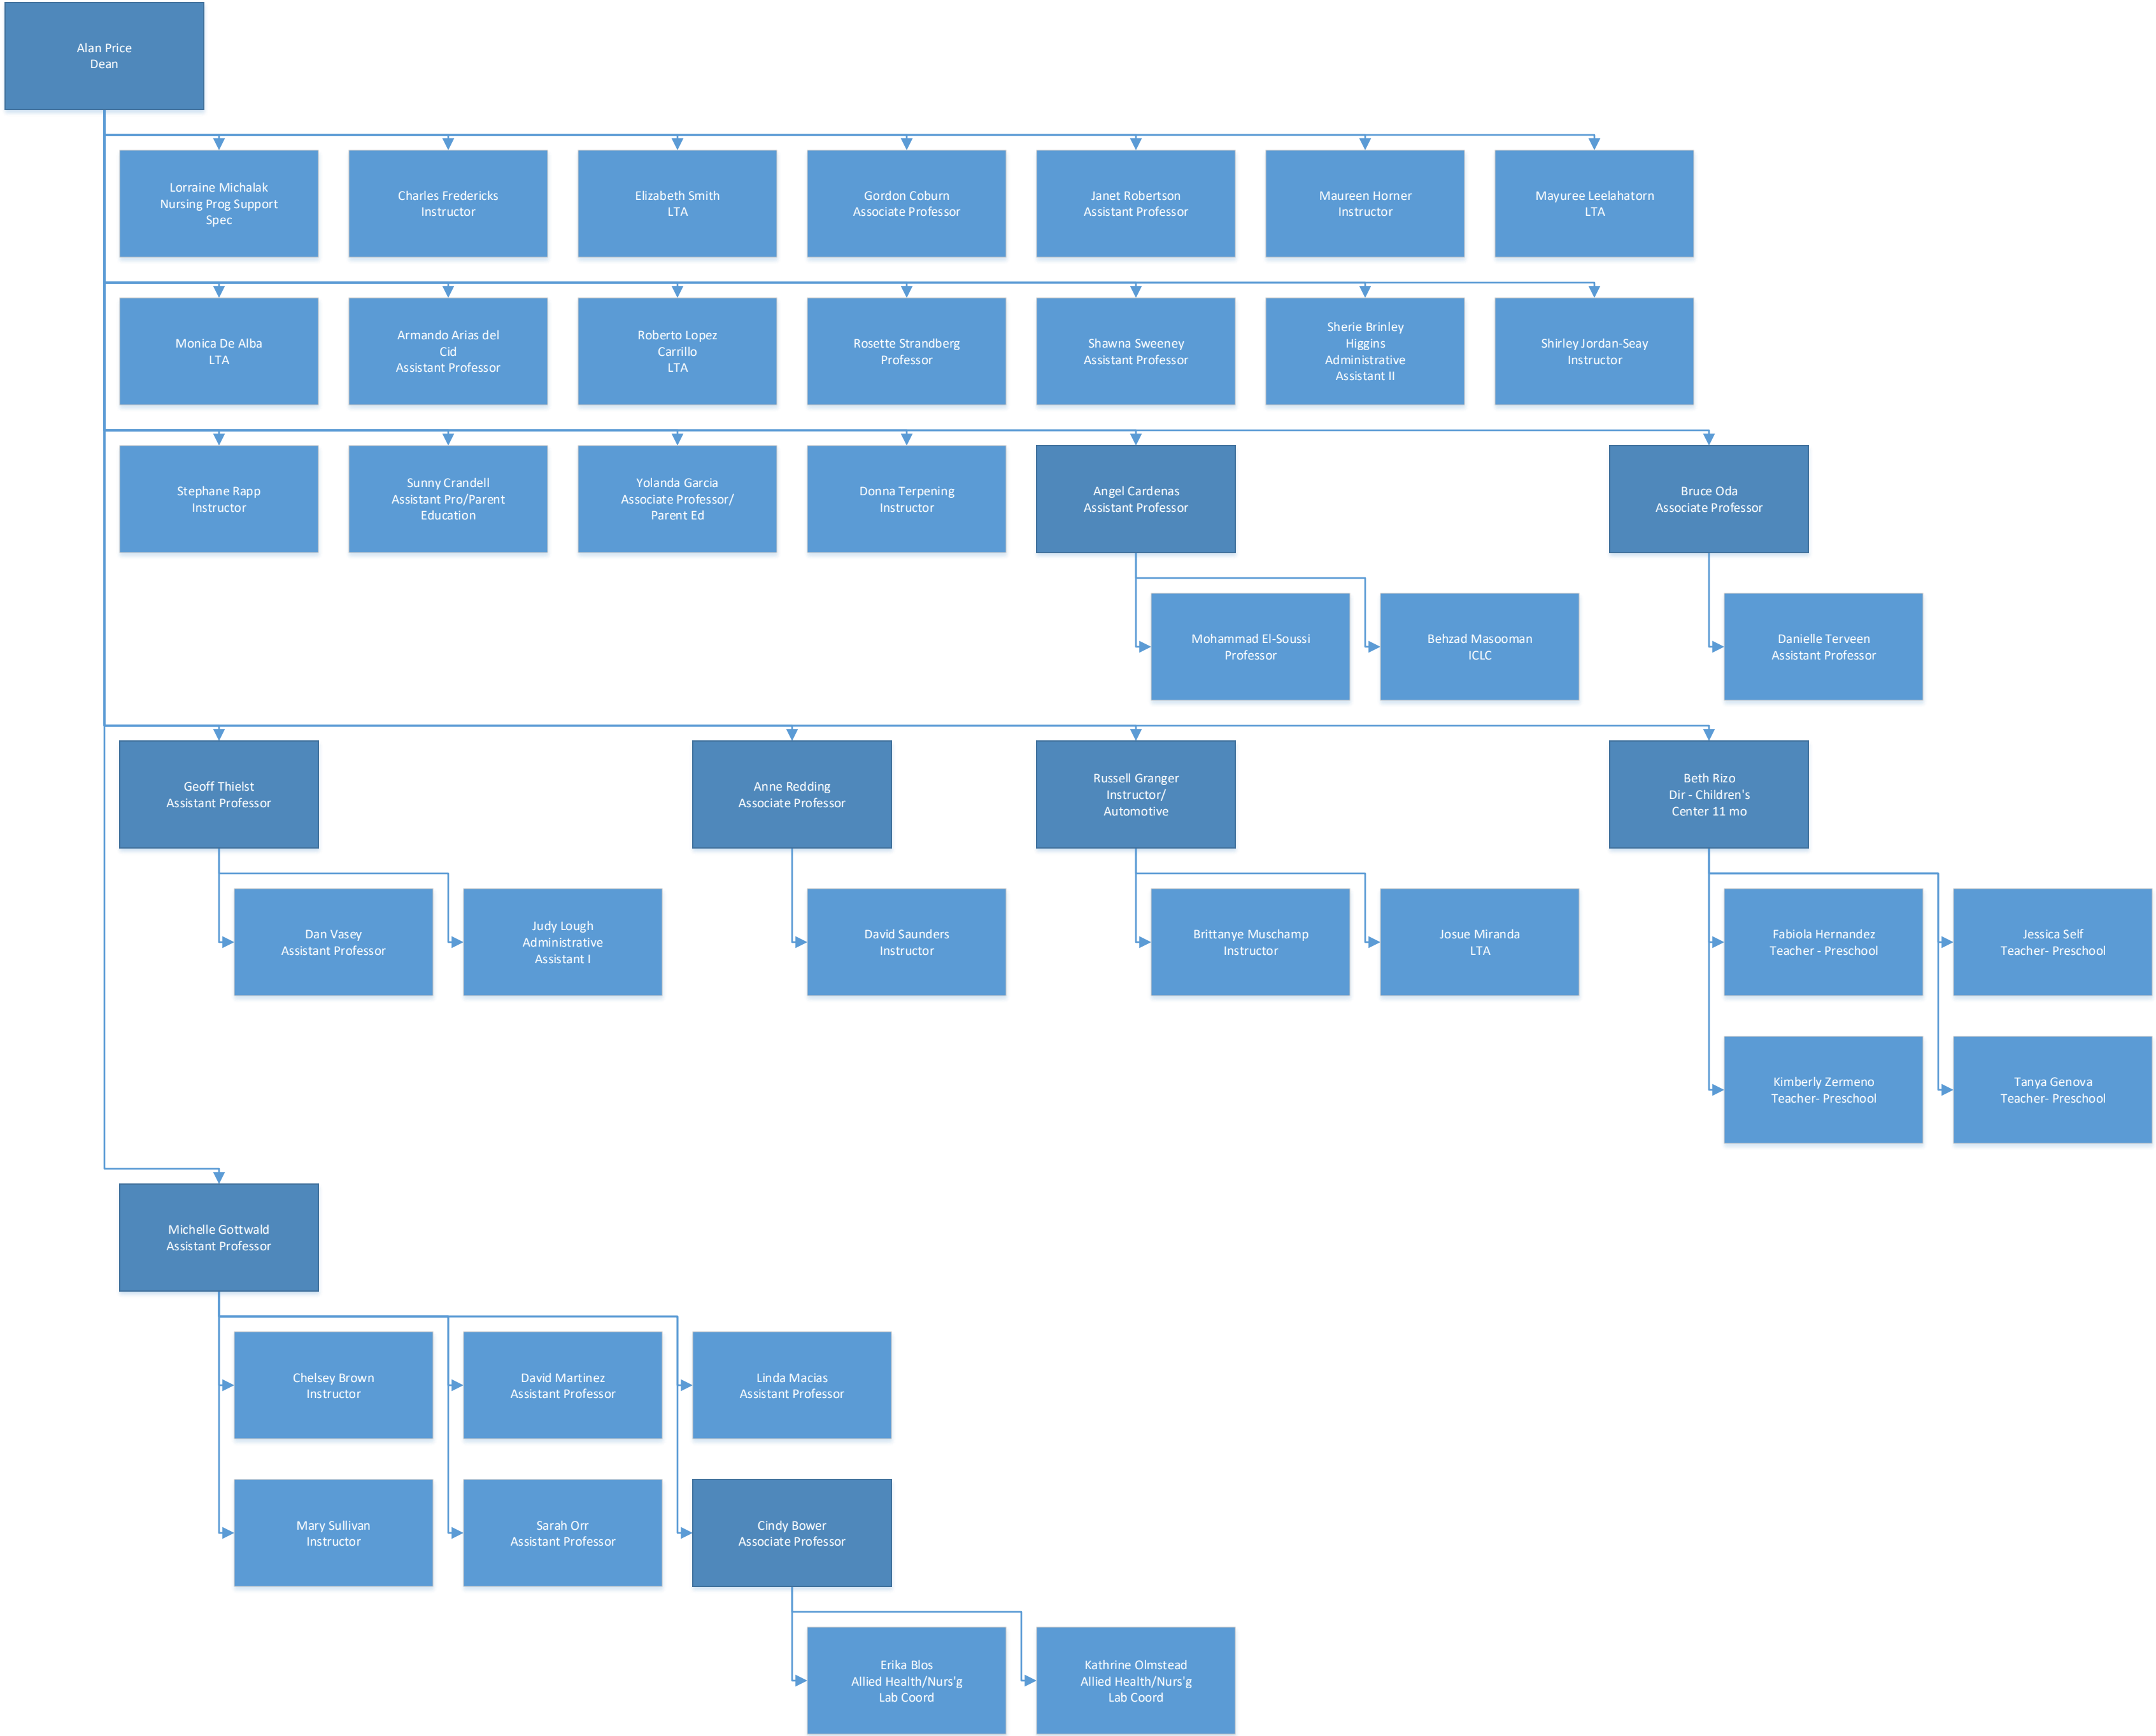 Alan Price
Dean
Lorraine Michalak
Nursing Prog Support
Spec
Charles Fredericks
Instructor
Elizabeth Smith
LTA
Gordon Coburn
Associate Professor
Janet Robertson
Assistant Professor
Maureen Horner
Instructor
Mayuree Leelahatorn
LTA
Monica De Alba
LTA
Armando Arias del
Cid
Assistant Professor
Roberto Lopez
Carrillo
LTA
Rosette Strandberg
Professor
Shawna Sweeney
Assistant Professor
Sherie Brinley
Higgins
Administrative
Assistant II
Shirley Jordan-Seay
Instructor
Stephane Rapp
Instructor
Sunny Crandell
Assistant Pro/Parent
Education
Yolanda Garcia
Associate Professor/
Parent Ed
Donna Terpening
Instructor
Angel Cardenas
Assistant Professor
Bruce Oda
Associate Professor
Mohammad El-Soussi
Professor
Behzad Masooman
ICLC
Danielle Terveen
Assistant Professor
Geoff Thielst
Assistant Professor
Anne Redding
Associate Professor
Russell Granger
Instructor/
Automotive
Beth Rizo
Dir - Children's
Center 11 mo
Dan Vasey
Assistant Professor
Judy Lough
Administrative
Assistant I
David Saunders
Instructor
Brittanye Muschamp
Instructor
Josue Miranda
LTA
Fabiola Hernandez
Teacher - Preschool
Jessica Self
Teacher- Preschool
Kimberly Zermeno
Teacher- Preschool
Tanya Genova
Teacher- Preschool
Michelle Gottwald
Assistant Professor
Chelsey Brown
Instructor
David Martinez
Assistant Professor
Linda Macias
Assistant Professor
Mary Sullivan
Instructor
Sarah Orr
Assistant Professor
Cindy Bower
Associate Professor
Erika Blos
Allied Health/Nurs'g
Lab Coord
Kathrine Olmstead
Allied Health/Nurs'g
Lab Coord